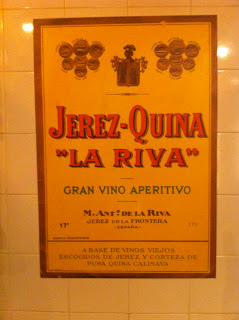 JEREZ-QUINA
"LA RIVA"
GRAN VINO APERITIVO
M. ANTº. DE LA RIVA
JEREZ DE LA FRONTERA
-ESPAÑA-
17º
A BASE DE VINOS VIEJOS
ESCOGIDOS DE JEREZ Y CORTEZA DE
PURA QUINA CALISAYA